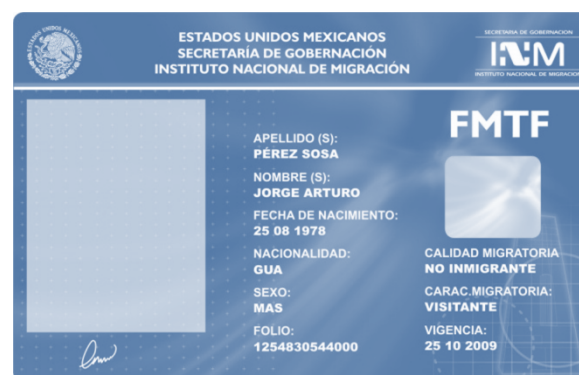 ESTADOS UNIDOS MEXICANOS
SECRETARÍA DE GOBERNACIÓN
INSTITUTO NACIONAL DE MIGRACIÓN
SECRETARIA DE GOBERNACION
INM
INSTITUTO NACIONAL DE MIGRACION
FMTF
APELLIDO (S):
PÉREZ SOSA
NOMBRE (S):
JORGE ARTURO
FECHA DE NACIMIENTO:
25 08 1978
NACIONALIDAD:
GUA
SEXO:
MAS
FOLIO:
1254830544000
CALIDAD MIGRATORIA
NO INMIGRANTE
CARAC.MIGRATORIA:
VISITANTE
VIGENCIA:
25 10 2009